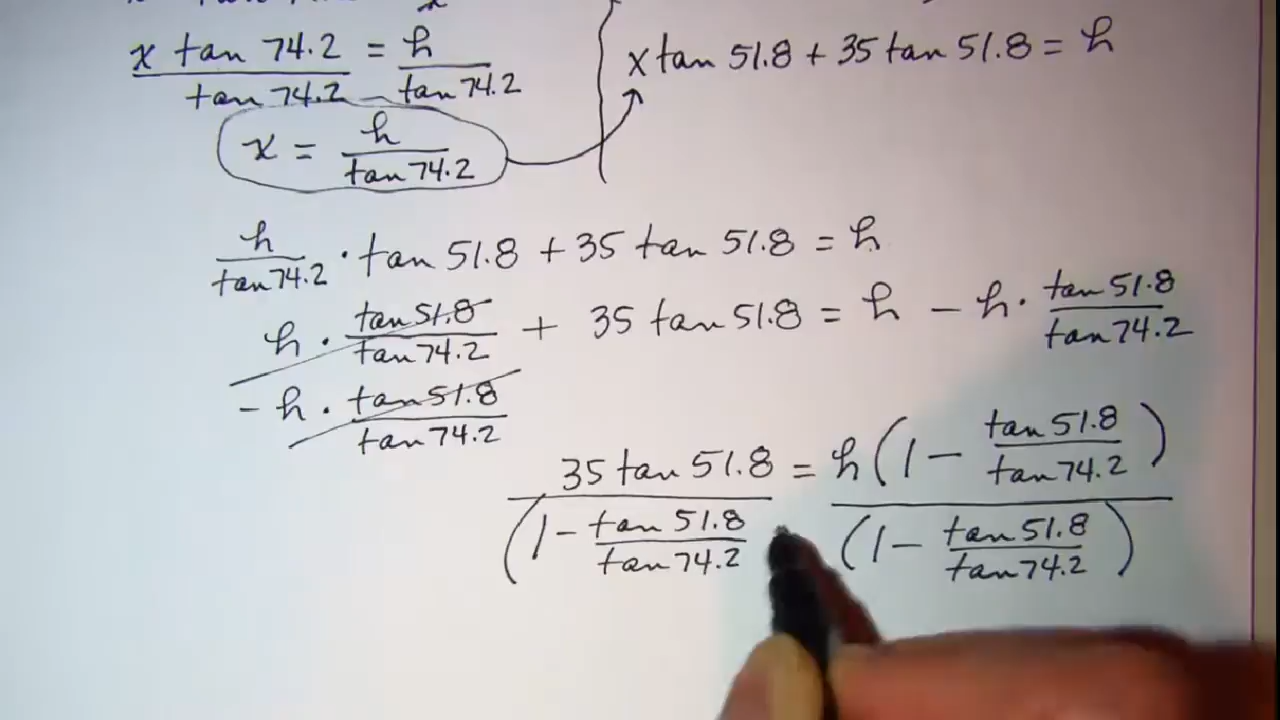 x tan 74.2 / tan 74.2 = h / tan 74.2
x = h / tan 74.2
x tan 51.8 + 35 tan 51.8 = h
h / tan 74.2 · tan 51.8 + 35 tan 51.8 = h
h · tan 51.8 / tan 74.2 + 35 tan 51.8 = h - h · tan 51.8 / tan 74.2
- h · tan 51.8 / tan 74.2
35 tan 51.8 / (1 - tan 51.8 / tan 74.2 = h (1 - tan 51.8 / tan 74.2) / (1 - tan 51.8 / tan 74.2)